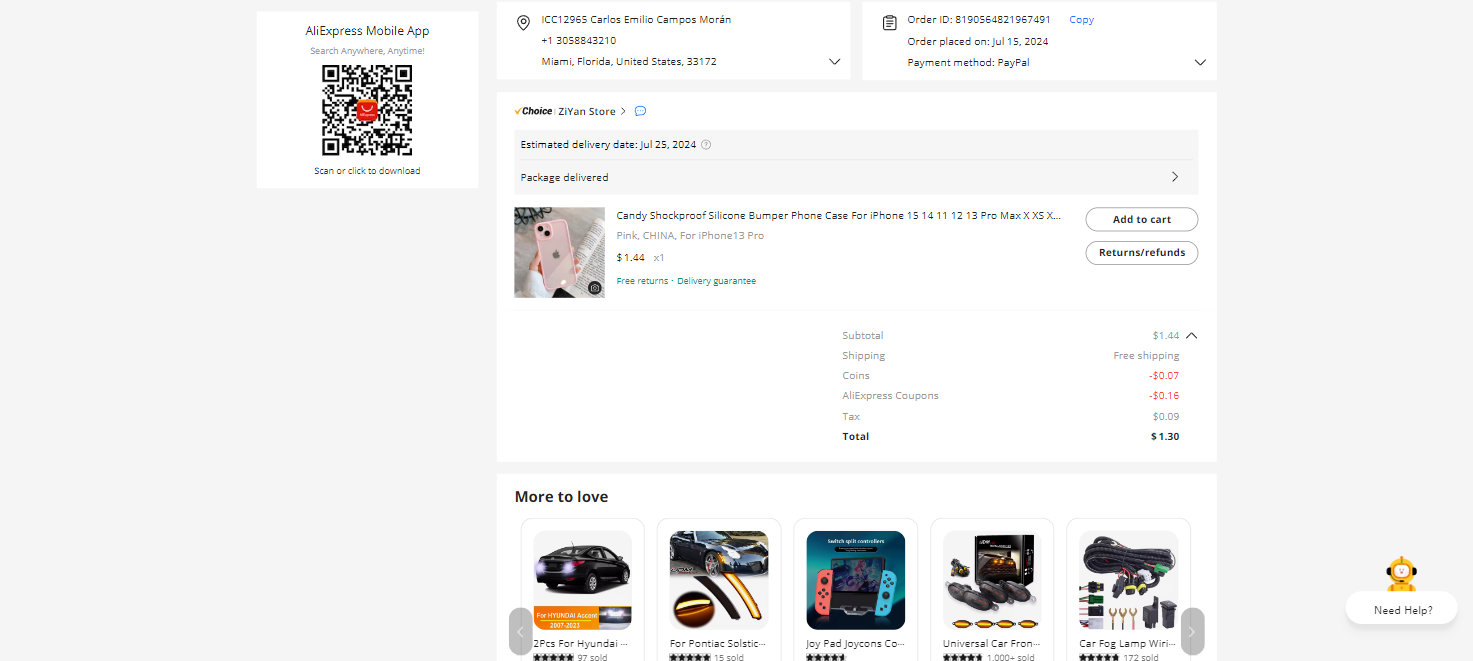 AliExpress Mobile App
Search Anywhere, Anytime!
AliExpress
Scan or click to download
ICC12965 Carlos Emilio Campos Morán
+1 3058843210
Miami, Florida, United States, 33172
Order ID: 8190564821967491 Copy
Order placed on: Jul 15, 2024
Payment method: PayPal
Choice ZiYan Store
Estimated delivery date: Jul 25, 2024
Package delivered
Candy Shockproof Silicone Bumper Phone Case For iPhone 15 14 11 12 13 Pro Max X XS X...
Pink, CHINA, For iPhone13 Pro
$1.44 x1
Free returns · Delivery guarantee
Add to cart
Returns/refunds
Subtotal $1.44
Shipping Free shipping
Coins -$0.07
AliExpress Coupons -$0.16
Tax $0.09
Total $1.30
More to love
For HYUNDAI Accent
2007-2023
Switch split controllers
2Pcs For Hyundai ...
97 sold
For Pontiac Solstic...
15 sold
Joy Pad Joycons Co...
Universal Car Fron...
1,000+ sold
Car Fog Lamp Wiri...
172 sold
Need Help?